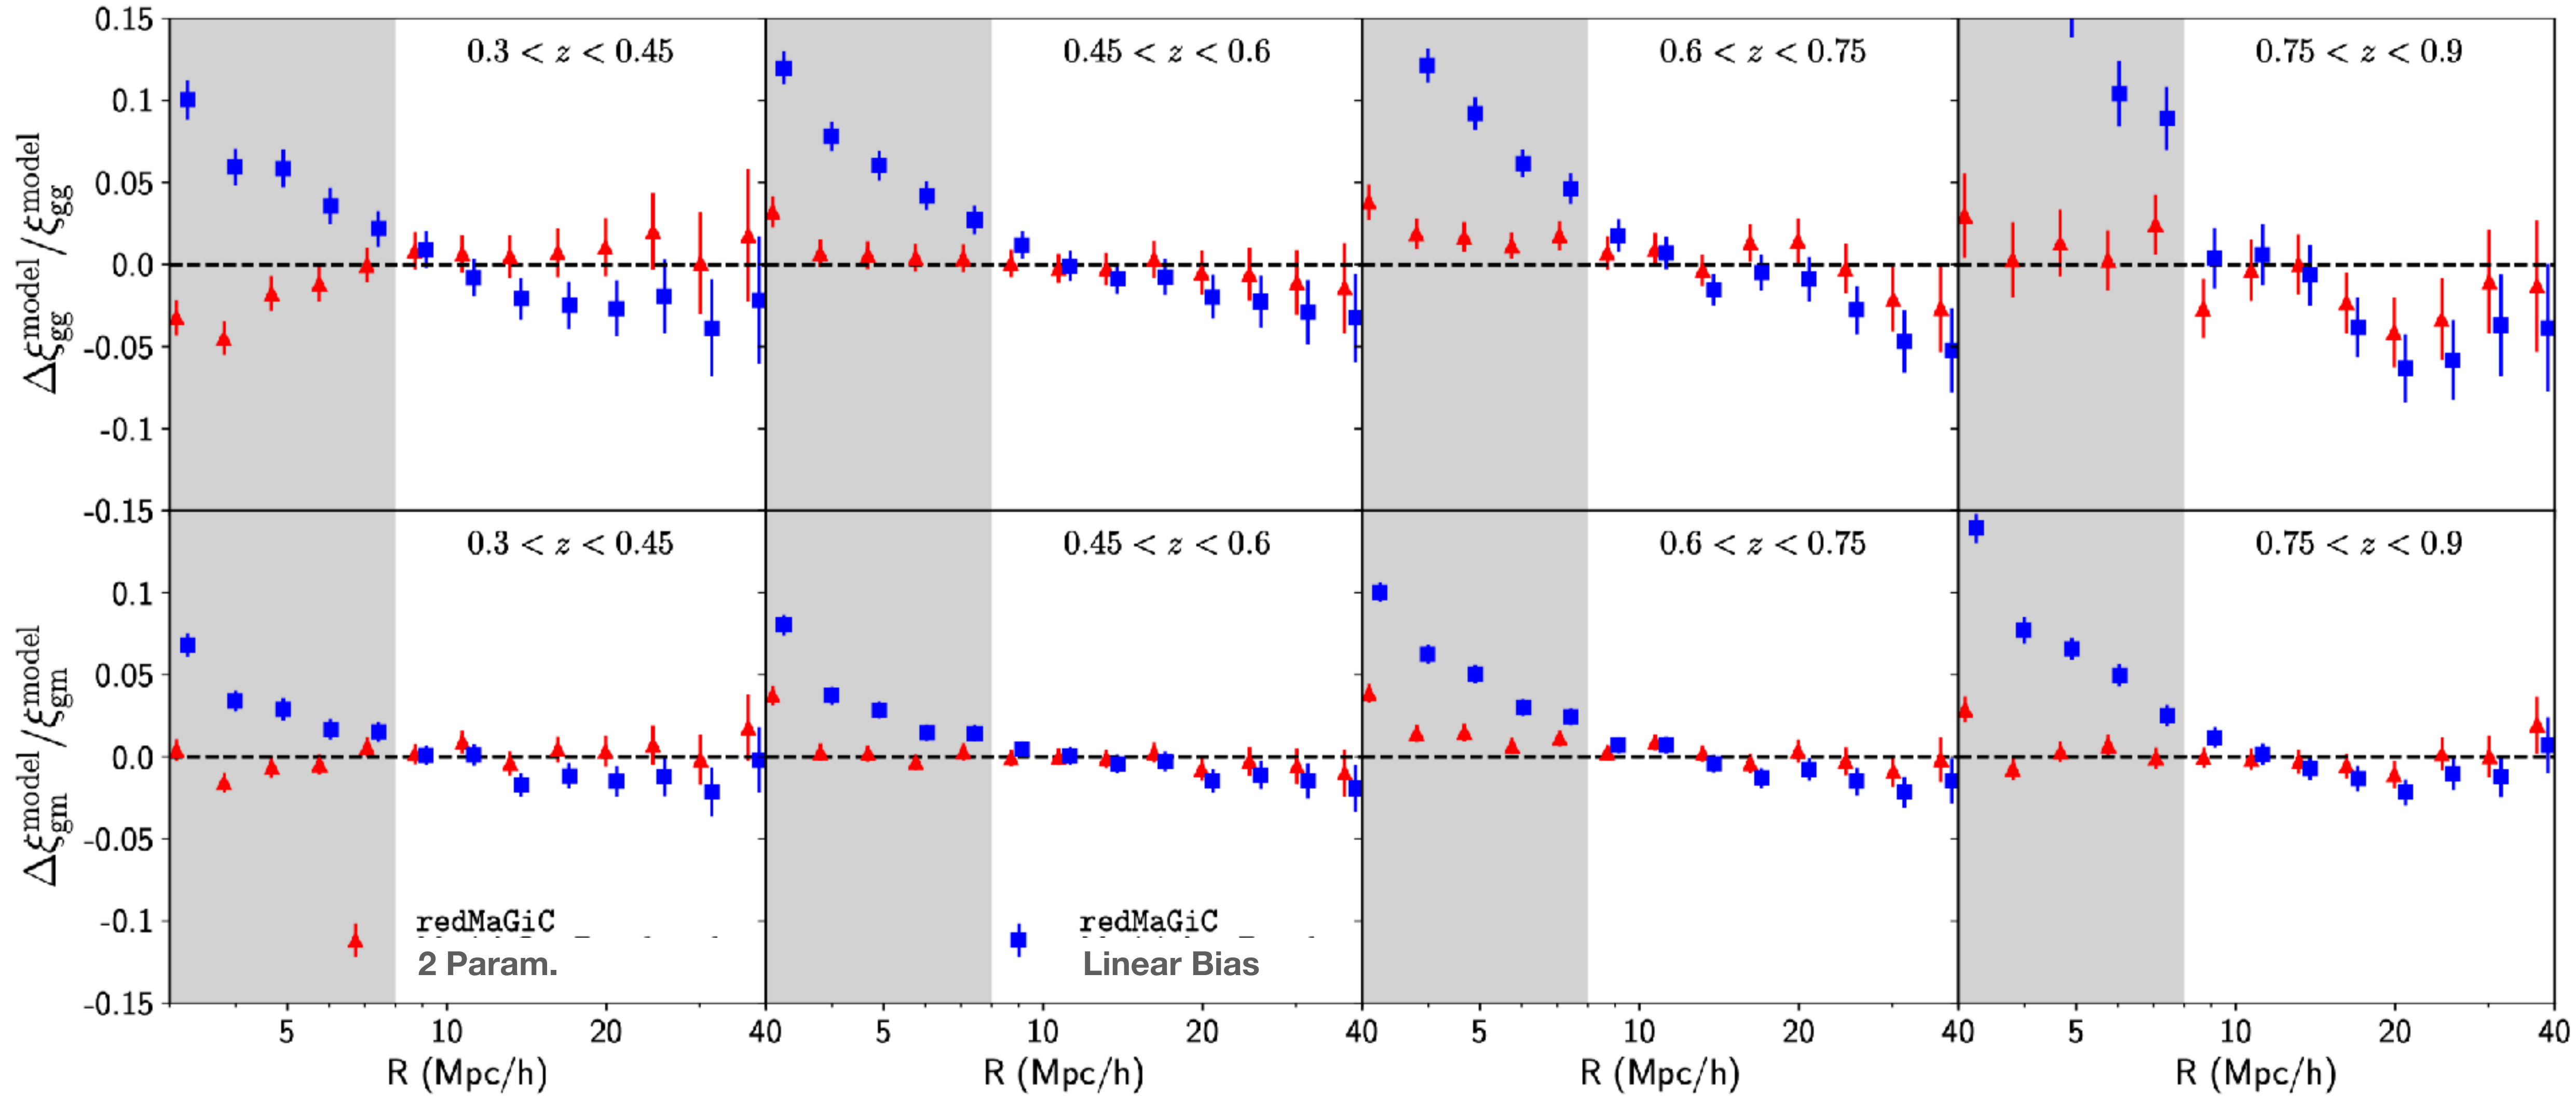 0.15
0.1
0.05
0.0
-0.05
-0.1
-0.15
Δξ_gg^model / ξ_gg^model
0.3 < z < 0.45
0.45 < z < 0.6
0.6 < z < 0.75
0.75 < z < 0.9
0.1
0.05
0.0
-0.05
-0.1
-0.15
Δξ_gm^model / ξ_gm^model
0.3 < z < 0.45
0.45 < z < 0.6
0.6 < z < 0.75
0.75 < z < 0.9
redMaGiC
2 Param.
redMaGiC
Linear Bias
5 10 20 40 5 10 20 40 5 10 20 40 5 10 20 40
R (Mpc/h) R (Mpc/h) R (Mpc/h) R (Mpc/h)